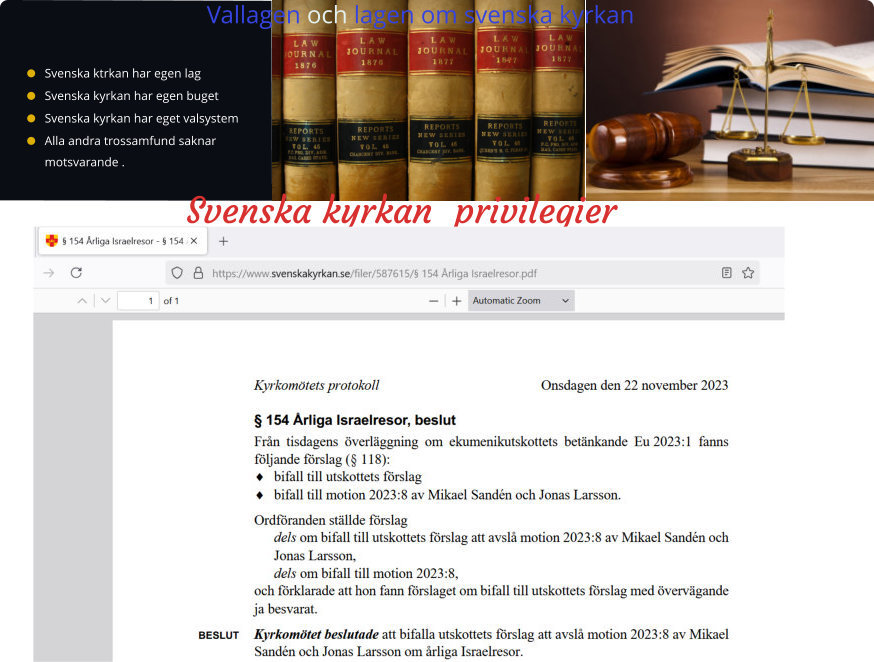 Vallagen och lagen om svenska kyrkan
Svenska ktrkan har egen lag
Svenska kyrkan har egen buget
Svenska kyrkan har eget valsystem
Alla andra trossamfund saknar
motsvarande .
LAW
JOURNAL
1876
REPORTS
NEW SERIES
VOL. 45
LAW
JOURNAL
1876
REPORTS
NEW SERIES
VOL. 45
CHANCERY DIV. BANK.
LAW
JOURNAL
1877
REPORTS
NEW SERIES
VOL. 46
CHANCERY DIV. BANK.
LAW
JOURNAL
1877
REPORTS
NEW SERIES
VOL. 46
LAW
JOURNAL
1877
REPORTS
NEW SERIES
VOL. 46
Svenska kyrkan privilegier
§ 154 Årliga Israelresor - § 154
https://www.svenskakyrkan.se/filer/587615/§ 154 Årliga Israelresor.pdf
1 of 1
Automatic Zoom
Kyrkomötets protokoll Onsdagen den 22 november 2023
§ 154 Årliga Israelresor, beslut
Från tisdagens överläggning om ekumenikutskottets betänkande Eu 2023:1 fanns
följande förslag (§ 118):
♦ bifall till utskottets förslag
♦ bifall till motion 2023:8 av Mikael Sandén och Jonas Larsson.
Ordföranden ställde förslag
dels om bifall till utskottets förslag att avslå motion 2023:8 av Mikael Sandén och
Jonas Larsson,
dels om bifall till motion 2023:8,
och förklarade att hon fann förslaget om bifall till utskottets förslag med övervägande
ja besvarat.
BESLUT Kyrkomötet beslutade att bifalla utskottets förslag att avslå motion 2023:8 av Mikael
Sandén och Jonas Larsson om årliga Israelresor.